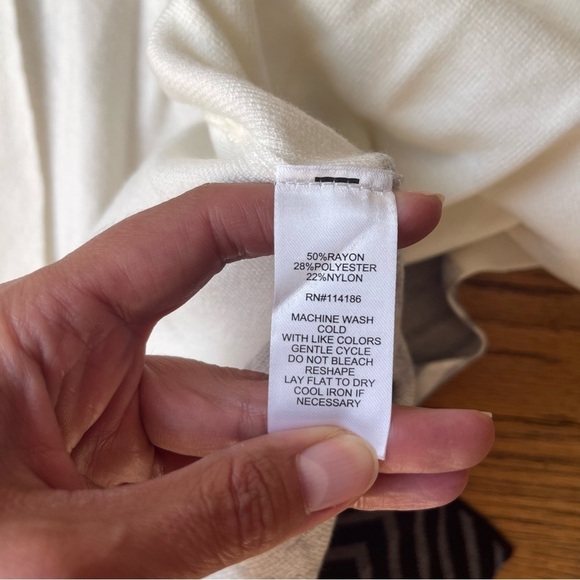 50%RAYON
28%POLYESTER
22%NYLON
RN#114186
MACHINE WASH
COLD
WITH LIKE COLORS
GENTLE CYCLE
DO NOT BLEACH
RESHAPE
LAY FLAT TO DRY
COOL IRON IF
NECESSARY